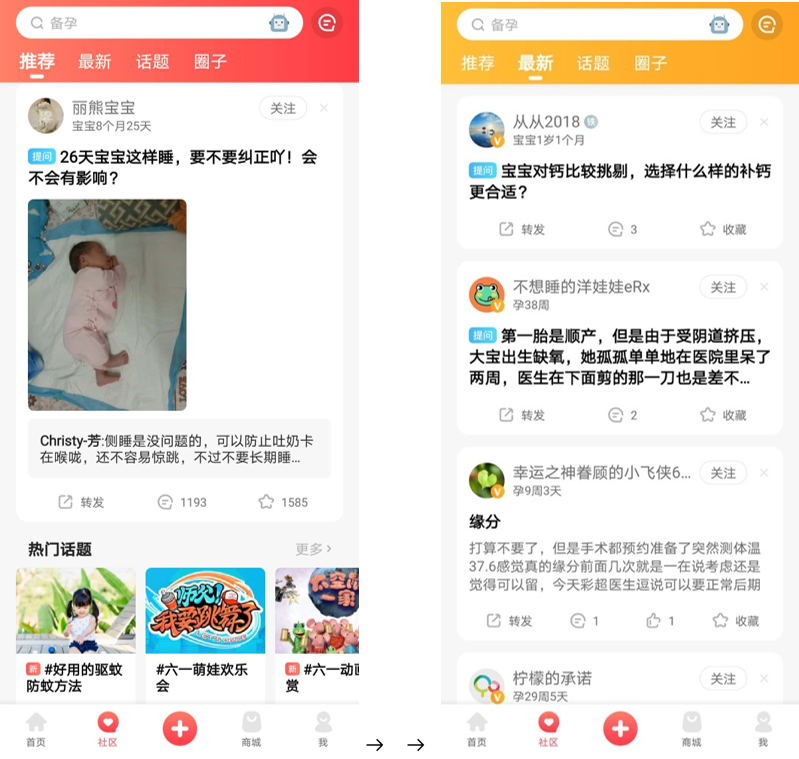 备孕
推荐 最新 话题 圈子
丽熊宝宝
宝宝8个月25天
关注
提问 26天宝宝这样睡，要不要纠正吖！会
不会有影响？
Christy-芳:侧睡是没问题的，可以防止吐奶卡
在喉咙，还不容易惊跳，不过不要长期睡...
转发 1193 1585
热门话题 更多
师父!
我要跳舞了
新 #好用的驱蚊
防蚊方法
#六一萌娃欢乐
会
新 #六一动画
赏
首页 社区 商城 我
备孕
推荐 最新 话题 圈子
从从2018 铁
宝宝1岁1个月
关注
提问 宝宝对钙比较挑剔，选择什么样的补钙
更合适？
转发 3 收藏
不想睡的洋娃娃eRx
孕38周
关注
提问 第一胎是顺产，但是由于受阴道挤压，
大宝出生缺氧，她孤孤单单地在医院里呆了
两周，医生在下面剪的那一刀也是差不...
转发 2 收藏
幸运之神眷顾的小飞侠6...
孕9周3天
关注
缘分
打算不要了，但是手术都预约准备了突然测体温
37.6感觉真的缘分前面几次就是一在说考虑还是
觉得可以留，今天彩超医生逗说可以要正常后期
转发 1 1 收藏
柠檬的承诺
孕29周5天
关注
首页 社区 商城 我